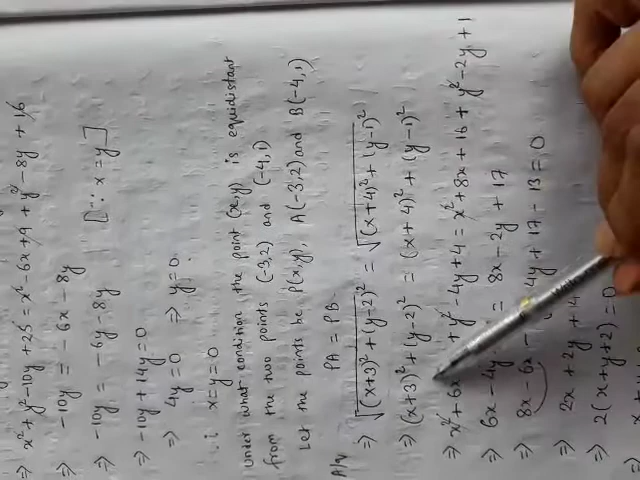 ⇒ x² + y² - 10y + 25 = x² - 6x + 9 + y² - 8y + 16
⇒ -10y = -6x - 8y
⇒ -10y = -6y - 8y [∵ x = y]
⇒ -10y + 14y = 0
⇒ 4y = 0 ⇒ y = 0.
∴ x = y = 0
Under what condition the point (x,y) is equidistant
from the two points (-3,2) and (-4,1)
Let the points be P(x,y), A(-3,2) and B(-4,1)
A/q PA = PB.
⇒ √(x+3)² + (y-2)² = √(x+4)² + (y-1)²
⇒ (x+3)² + (y-2)² = (x+4)² + (y-1)²
⇒ x² + 6x + y² - 4y + 4 = x² + 8x + 16 + y² - 2y + 1
⇒ 6x - 4y = 8x - 2y + 17
⇒ 8x - 6x - 4y + 17 - 13 = 0
⇒ 2x + 2y + 4
⇒ 2(x + y + 2) = 0
⇒